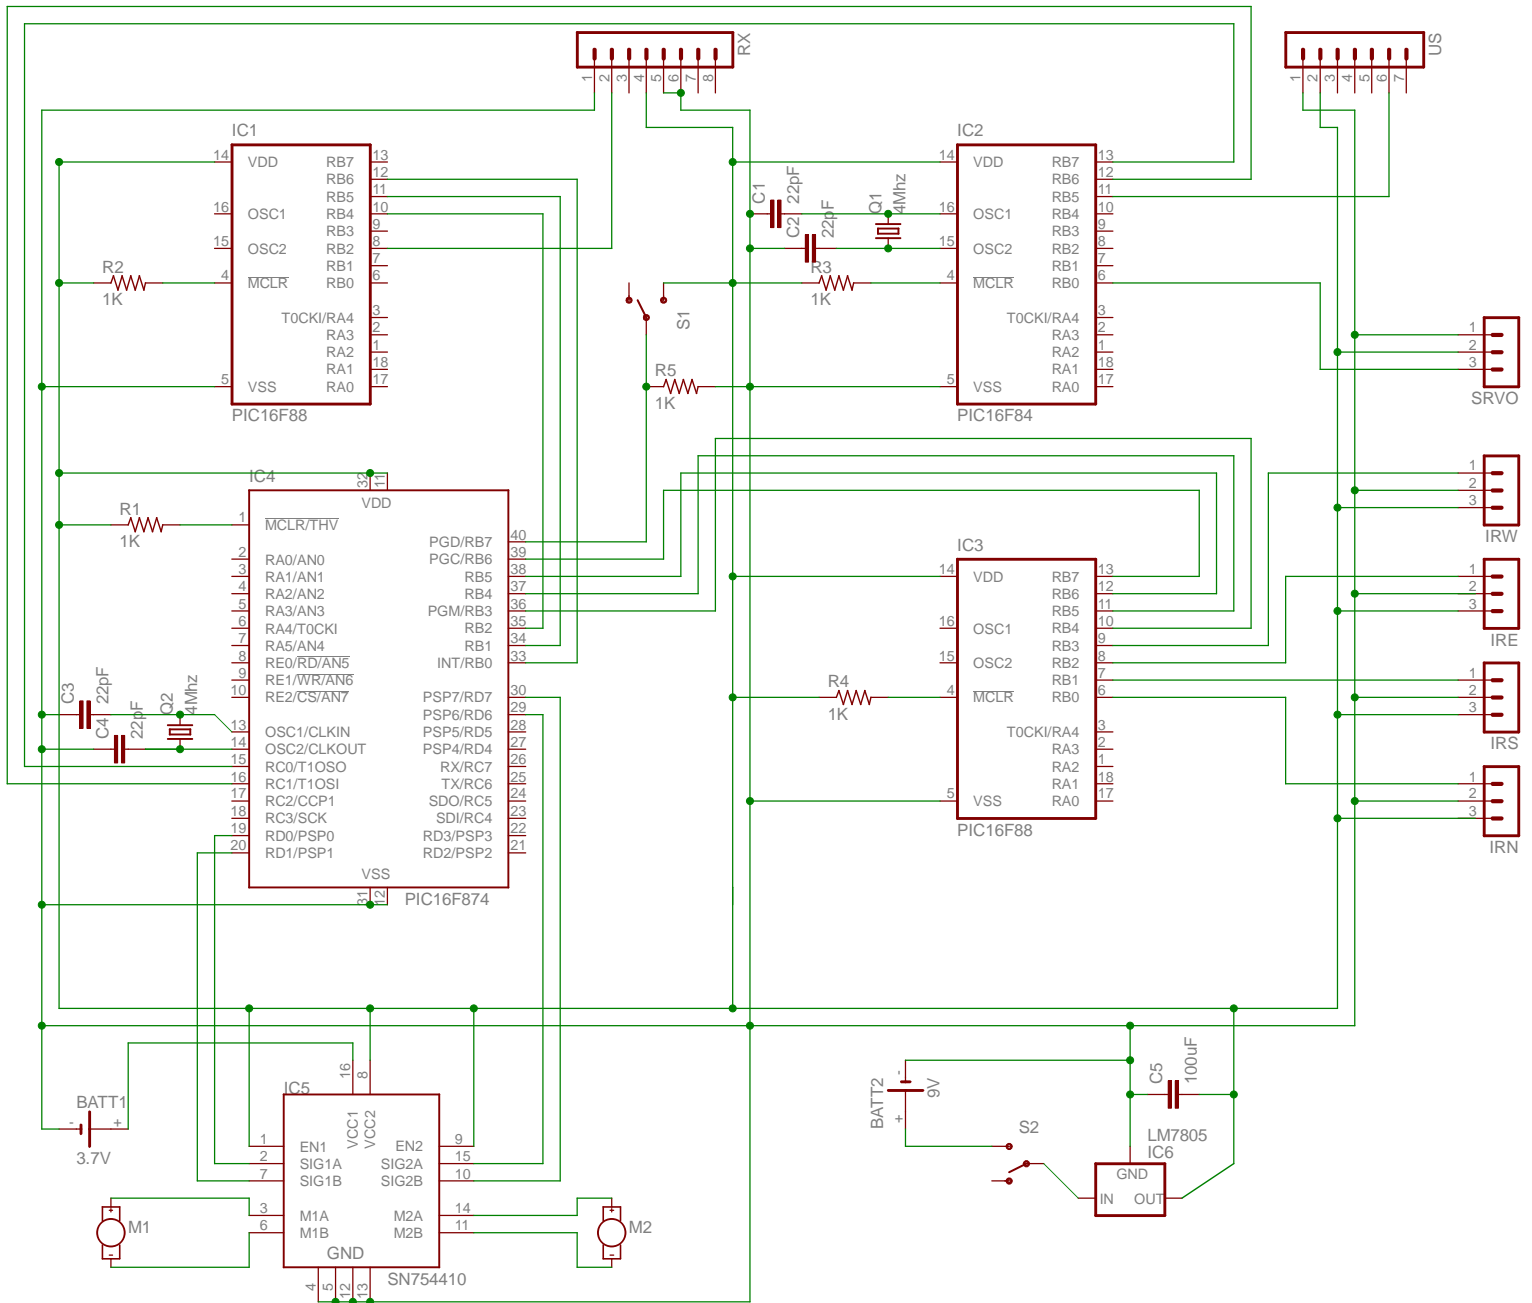 RX
1 2 3 4 5 6 7 8
US
1 2 3 4 5 6 7
IC1
14 VDD RB7 13
RB6 12
RB5 11
16 OSC1 RB4 10
RB3 9
15 OSC2 RB2 8
RB1 7
4 MCLR RB0 6
T0CKI/RA4 3
RA3 2
RA2 1
RA1 18
5 VSS RA0 17
PIC16F88
R2
1K
IC2
14 VDD RB7 13
RB6 12
RB5 11
16 OSC1 RB4 10
RB3 9
15 OSC2 RB2 8
RB1 7
4 MCLR RB0 6
T0CKI/RA4 3
RA3 2
RA2 1
RA1 18
5 VSS RA0 17
PIC16F84
C1
22pF
C2
22pF
Q1
4Mhz
R3
1K
S1
R5
1K
1
2
3
SRVO
IC4
32 11
VDD
R1
1K
1 MCLR/THV
PGD/RB7 40
2 RA0/AN0 PGC/RB6 39
3 RA1/AN1 RB5 38
4 RA2/AN2 RB4 37
5 RA3/AN3 PGM/RB3 36
6 RA4/T0CKI RB2 35
7 RA5/AN4 RB1 34
8 RE0/RD/AN5 INT/RB0 33
9 RE1/WR/AN6
10 RE2/CS/AN7 PSP7/RD7 30
PSP6/RD6 29
13 OSC1/CLKIN PSP5/RD5 28
14 OSC2/CLKOUT PSP4/RD4 27
15 RC0/T1OSO RX/RC7 26
16 RC1/T1OSI TX/RC6 25
17 RC2/CCP1 SDO/RC5 24
18 RC3/SCK SDI/RC4 23
19 RD0/PSP0 RD3/PSP3 22
20 RD1/PSP1 RD2/PSP2 21
VSS
31 12
PIC16F874
C3
22pF
C4
22pF
Q2
4Mhz
IC3
14 VDD RB7 13
RB6 12
RB5 11
16 OSC1 RB4 10
RB3 9
15 OSC2 RB2 8
RB1 7
4 MCLR RB0 6
T0CKI/RA4 3
RA3 2
RA2 1
RA1 18
5 VSS RA0 17
PIC16F88
R4
1K
1
2
3
IRW
1
2
3
IRE
1
2
3
IRS
1
2
3
IRN
IC5
16 8
VCC1 VCC2
1 EN1 EN2 9
2 SIG1A SIG2A 15
7 SIG1B SIG2B 10
3 M1A M2A 14
6 M1B M2B 11
GND
4 5 12 13
SN754410
BATT1
- +
3.7V
M1
+
-
M2
+
-
BATT2
-
+
9V
S2
C5
100uF
LM7805
IC6
GND
IN OUT